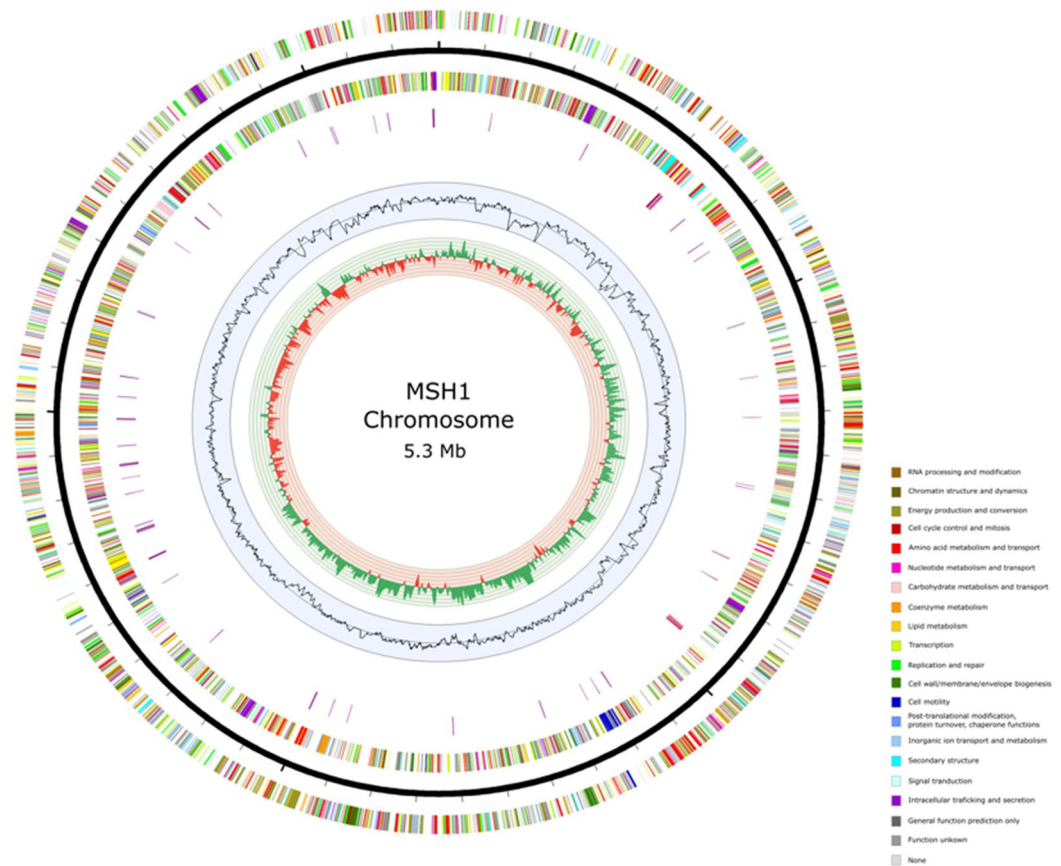 MSH1
Chromosome
5.3 Mb
RNA processing and modification
Chromatin structure and dynamics
Energy production and conversion
Cell cycle control and mitosis
Amino acid metabolism and transport
Nucleotide metabolism and transport
Carbohydrate metabolism and transport
Coenzyme metabolism
Lipid metabolism
Transcription
Replication and repair
Cell wall/membrane/envelope biogenesis
Cell motility
Post-translational modification,
protein turnover, chaperone functions
Inorganic ion transport and metabolism
Secondary structure
Signal tranduction
Intracellular traficking and secretion
General function prediction only
Function unkown
None